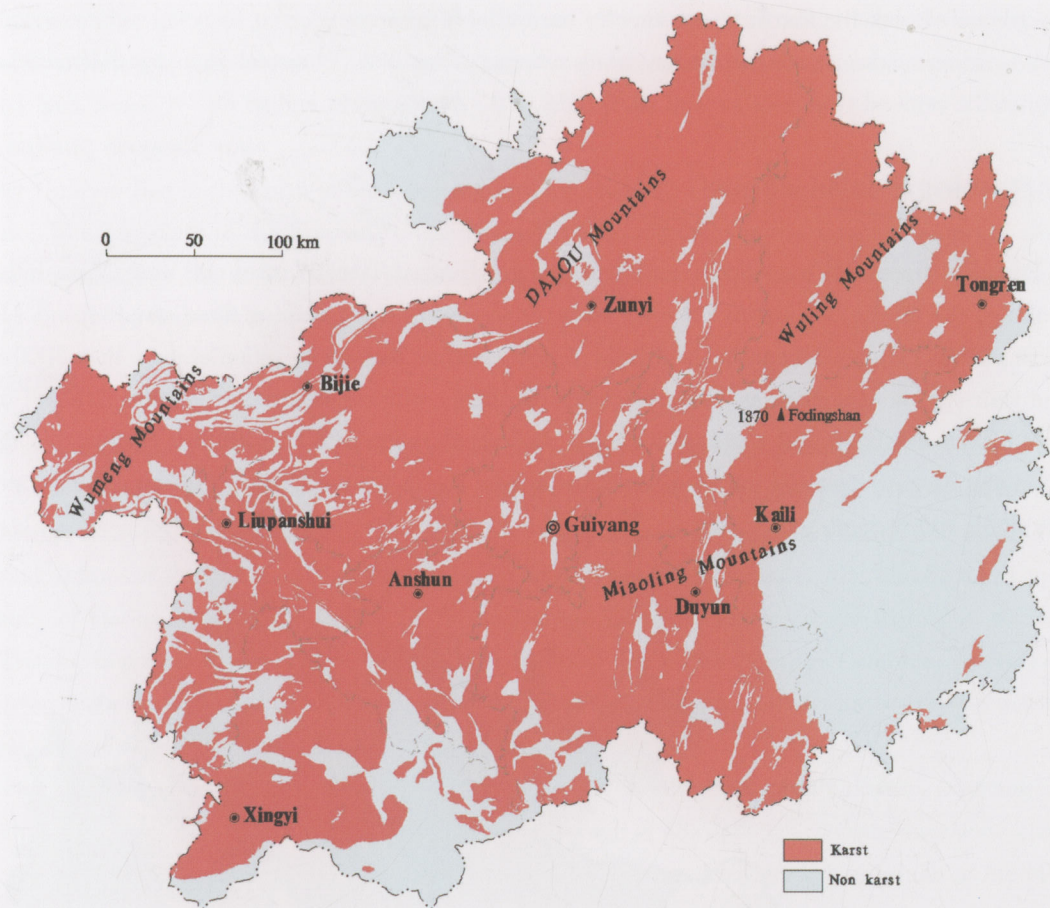 0 50 100 km
DALOU Mountains
Wuling Mountains
Tongren
Zunyi
Bijie
Wumeng Mountains
1870 Fodingshan
Liupanshui
Guiyang
Kaili
Miaoling Mountains
Anshun
Duyun
Xingyi
Karst
Non karst